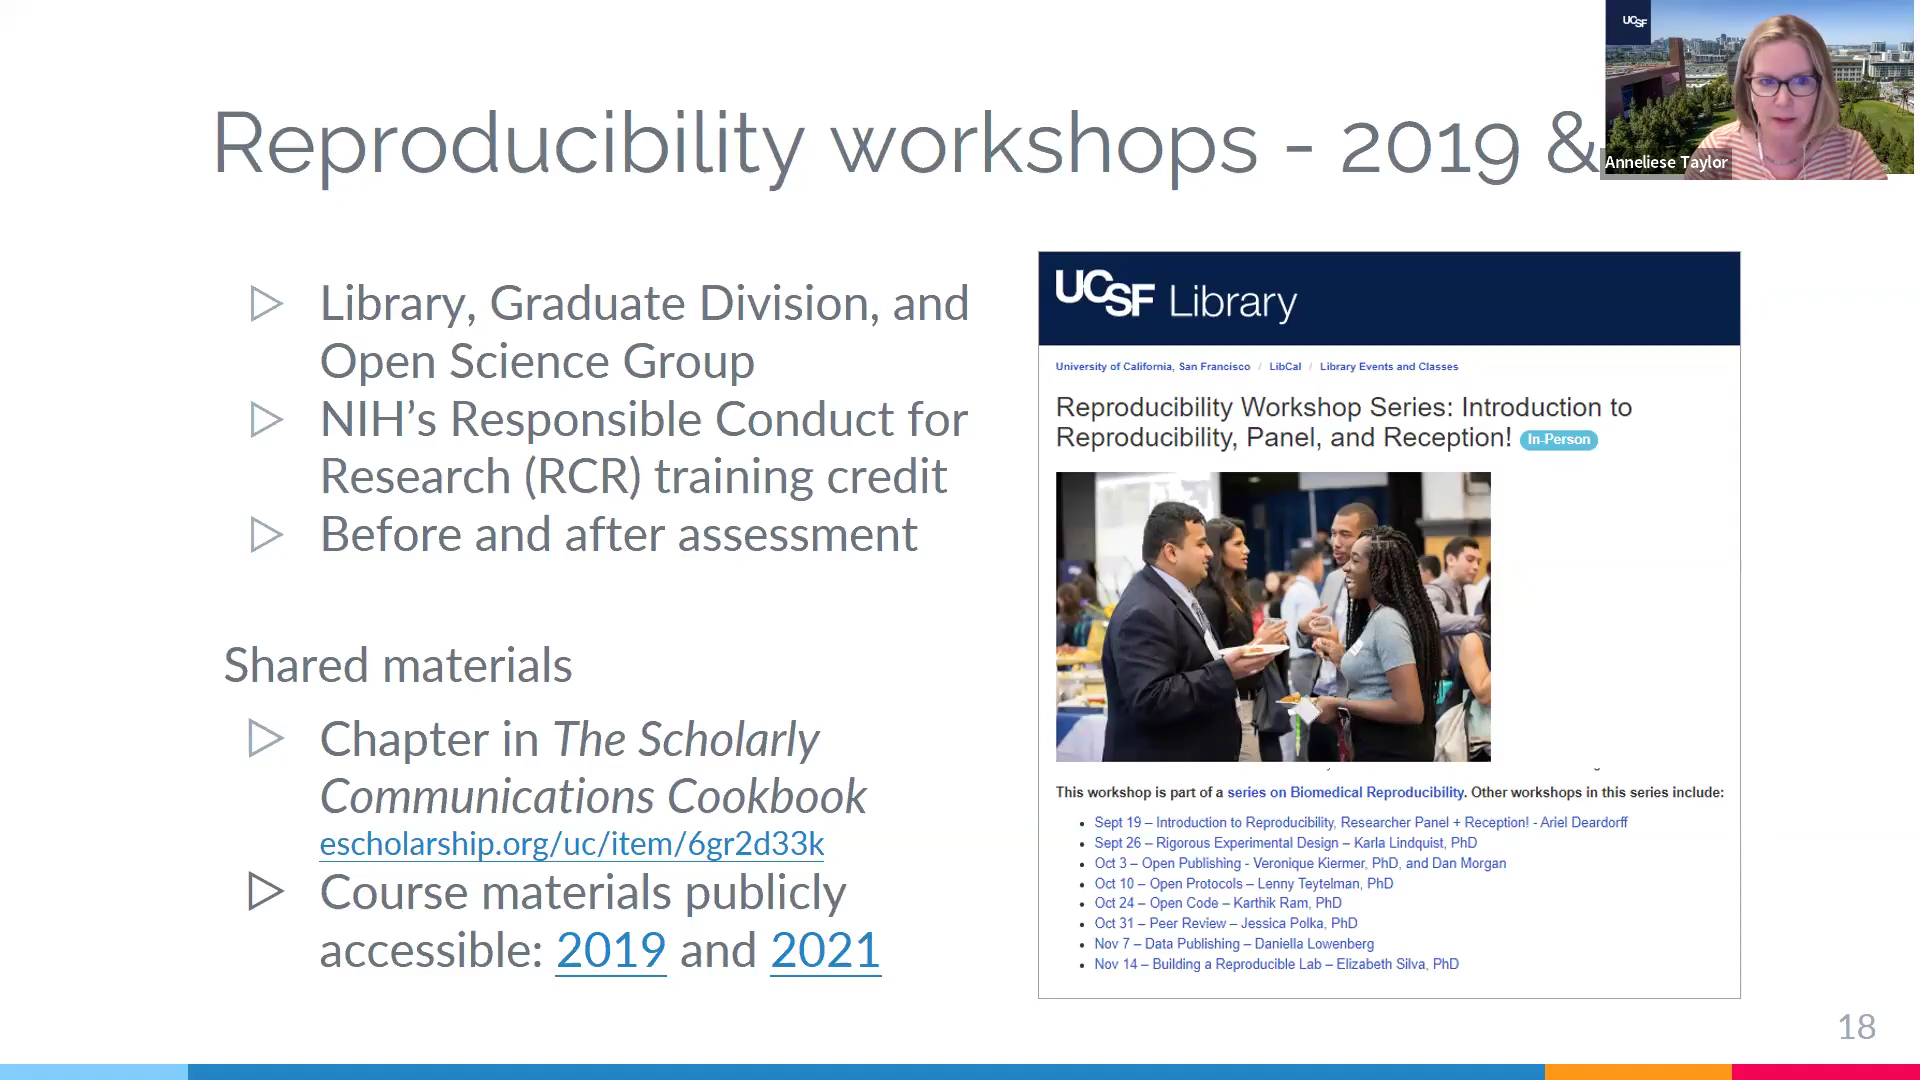 Reproducibility workshops - 2019 &
UCSF
Anneliese Taylor
Library, Graduate Division, and
Open Science Group
NIH’s Responsible Conduct for
Research (RCR) training credit
Before and after assessment
Shared materials
Chapter in The Scholarly
Communications Cookbook
escholarship.org/uc/item/6gr2d33k
Course materials publicly
accessible: 2019 and 2021
UCSF Library
University of California, San Francisco / LibCal / Library Events and Classes
Reproducibility Workshop Series: Introduction to
Reproducibility, Panel, and Reception! In-Person
This workshop is part of a series on Biomedical Reproducibility. Other workshops in this series include:
Sept 19 – Introduction to Reproducibility, Researcher Panel + Reception! - Ariel Deardorff
Sept 26 – Rigorous Experimental Design – Karla Lindquist, PhD
Oct 3 – Open Publishing - Veronique Kiermer, PhD, and Dan Morgan
Oct 10 – Open Protocols – Lenny Teytelman, PhD
Oct 24 – Open Code – Karthik Ram, PhD
Oct 31 – Peer Review – Jessica Polka, PhD
Nov 7 – Data Publishing – Daniella Lowenberg
Nov 14 – Building a Reproducible Lab – Elizabeth Silva, PhD
18